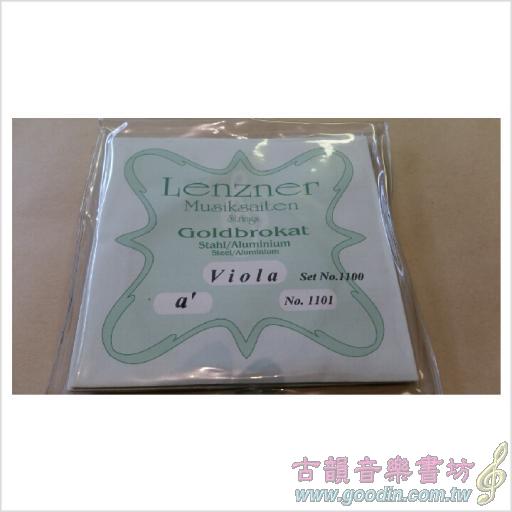 Lenzner
Musiksaiten
Strings
Goldbrokat
Stahl/Aluminium
Steel/Aluminium
Viola Set No.1100
a' No. 1101
古韻音樂書坊
www.goodin.com.tw